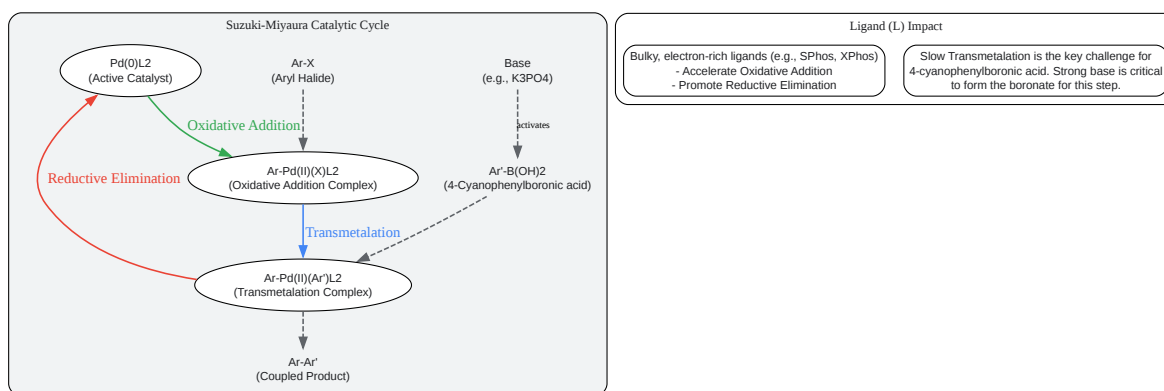 Suzuki-Miyaura Catalytic Cycle
Pd(0)L2
(Active Catalyst)
Ar-X
(Aryl Halide)
Base
(e.g., K3PO4)
Oxidative Addition
activates
Ar-Pd(II)(X)L2
(Oxidative Addition Complex)
Ar'-B(OH)2
(4-Cyanophenylboronic acid)
Reductive Elimination
Transmetalation
Ar-Pd(II)(Ar')L2
(Transmetalation Complex)
Ar-Ar'
(Coupled Product)
Ligand (L) Impact
Bulky, electron-rich ligands (e.g., SPhos, XPhos)
- Accelerate Oxidative Addition
- Promote Reductive Elimination
Slow Transmetalation is the key challenge for
4-cyanophenylboronic acid. Strong base is critical
to form the boronate for this step.